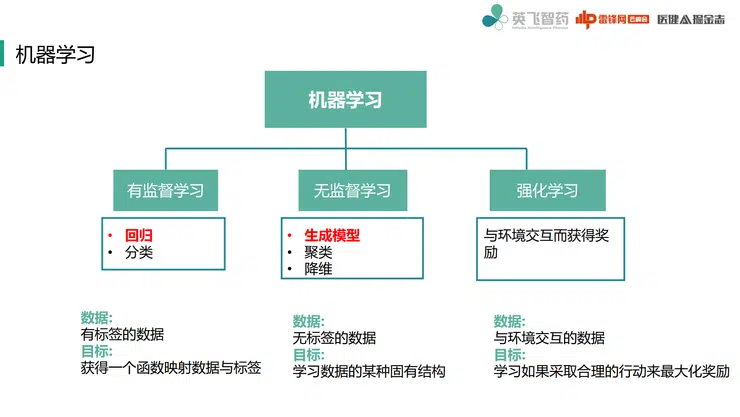 英飞智药
雷锋网
医健AI掘金志
机器学习
机器学习
有监督学习
无监督学习
强化学习
• 回归
• 分类
• 生成模型
• 聚类
• 降维
与环境交互而获得奖
励
数据:
有标签的数据
目标:
获得一个函数映射数据与标签
数据:
无标签的数据
目标:
学习数据的某种固有结构
数据:
与环境交互的数据
目标:
学习如果采取合理的行动来最大化奖励